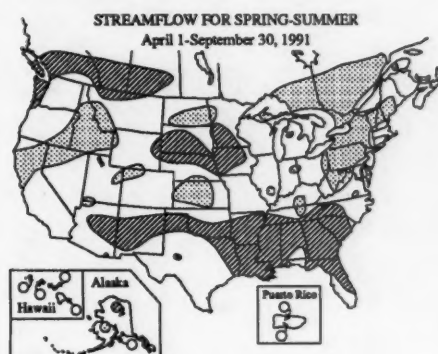 STREAMFLOW FOR SPRING-SUMMER
April 1-September 30, 1991
Alaska
Hawaii
Puerto Rico